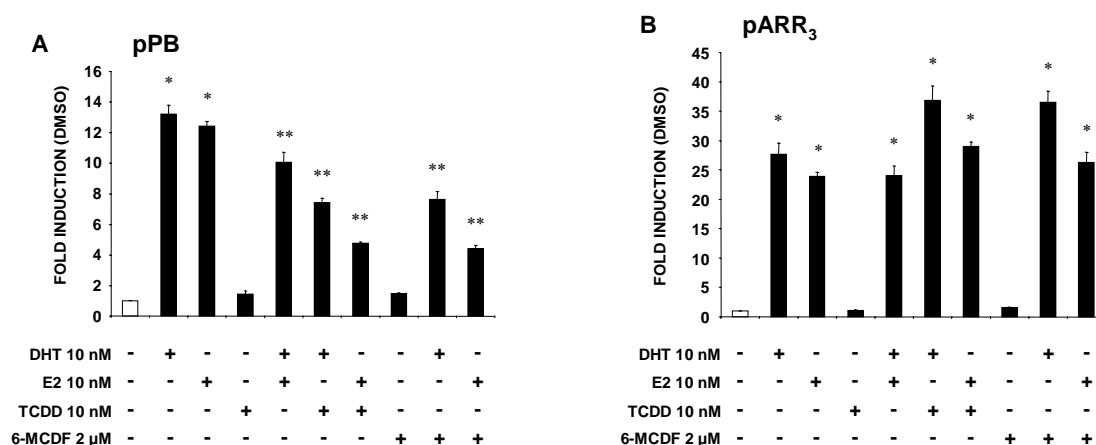 A pPB
FOLD INDUCTION (DMSO)
16
14
12
10
8
6
4
2
0
* * ** ** ** ** **
DHT 10 nM - + - - + + - - + -
E2 10 nM - - + - + - + - - +
TCDD 10 nM - - - + - + + - - -
6-MCDF 2 µM - - - - - - - + + +
B pARR3
FOLD INDUCTION (DMSO)
45
40
35
30
25
20
15
10
5
0
* * * * * * *
DHT 10 nM - + - - + + - - + -
E2 10 nM - - + - + - + - - +
TCDD 10 nM - - - + - + + - - -
6-MCDF 2 µM - - - - - - - + + +